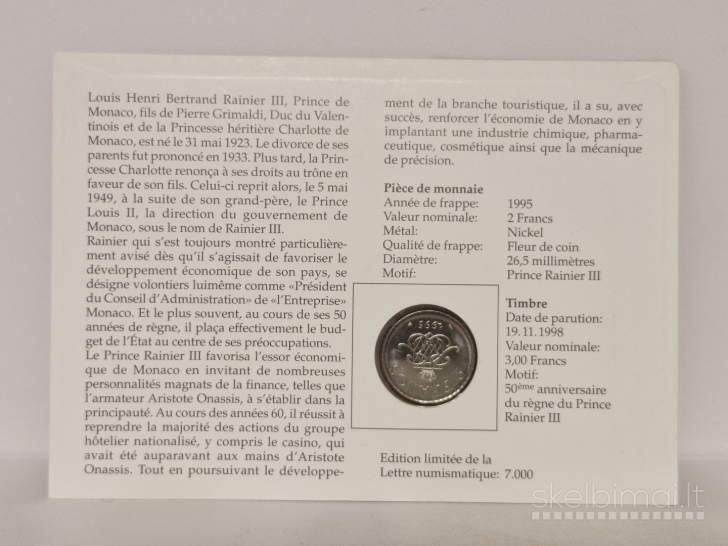 Louis Henri Bertrand Rainier III, Prince de
Monaco, fils de Pierre Grimaldi, Duc du Valen-
tinois et de la Princesse héritière Charlotte de
Monaco, est né le 31 mai 1923. Le divorce de ses
parents fut prononcé en 1933. Plus tard, la Prin-
cesse Charlotte renonça à ses droits au trône en
faveur de son fils. Celui-ci reprit alors, le 5 mai
1949, à la suite de son grand-père, le Prince
Louis II, la direction du gouvernement de
Monaco, sous le nom de Rainier III.
Rainier qui s'est toujours montré particulière-
ment avisé dès qu'il s'agissait de favoriser le
développement économique de son pays, se
désigne volontiers luimême comme «Président
du Conseil d'Administration» de «l'Entreprise»
Monaco. Et le plus souvent, au cours de ses 50
années de règne, il plaça effectivement le bud-
get de l'État au centre de ses préoccupations.
Le Prince Rainier III favorisa l'essor économi-
que de Monaco en invitant de nombreuses
personnalités magnats de la finance, telles que
l'armateur Aristote Onassis, à s'établir dans la
principauté. Au cours des années 60, il réussit à
reprendre la majorité des actions du groupe
hôtelier nationalisé, y compris le casino, qui
avait été auparavant aux mains d'Aristote
Onassis. Tout en poursuivant le développe-
ment de la branche touristique, il a su, avec
succès, renforcer l'économie de Monaco en y
implantant une industrie chimique, pharma-
ceutique, cosmétique ainsi que la mécanique
de précision.
Pièce de monnaie
Année de frappe: 1995
Valeur nominale: 2 Francs
Métal: Nickel
Qualité de frappe: Fleur de coin
Diamètre: 26,5 millimètres
Motif: Prince Rainier III
1995
Timbre
Date de parution:
19.11.1998
Valeur nominale:
3,00 Francs
Motif:
50ème anniversaire
du règne du Prince
Rainier III
Edition limitée de la
Lettre numismatique: 7.000
skelbimai.lt